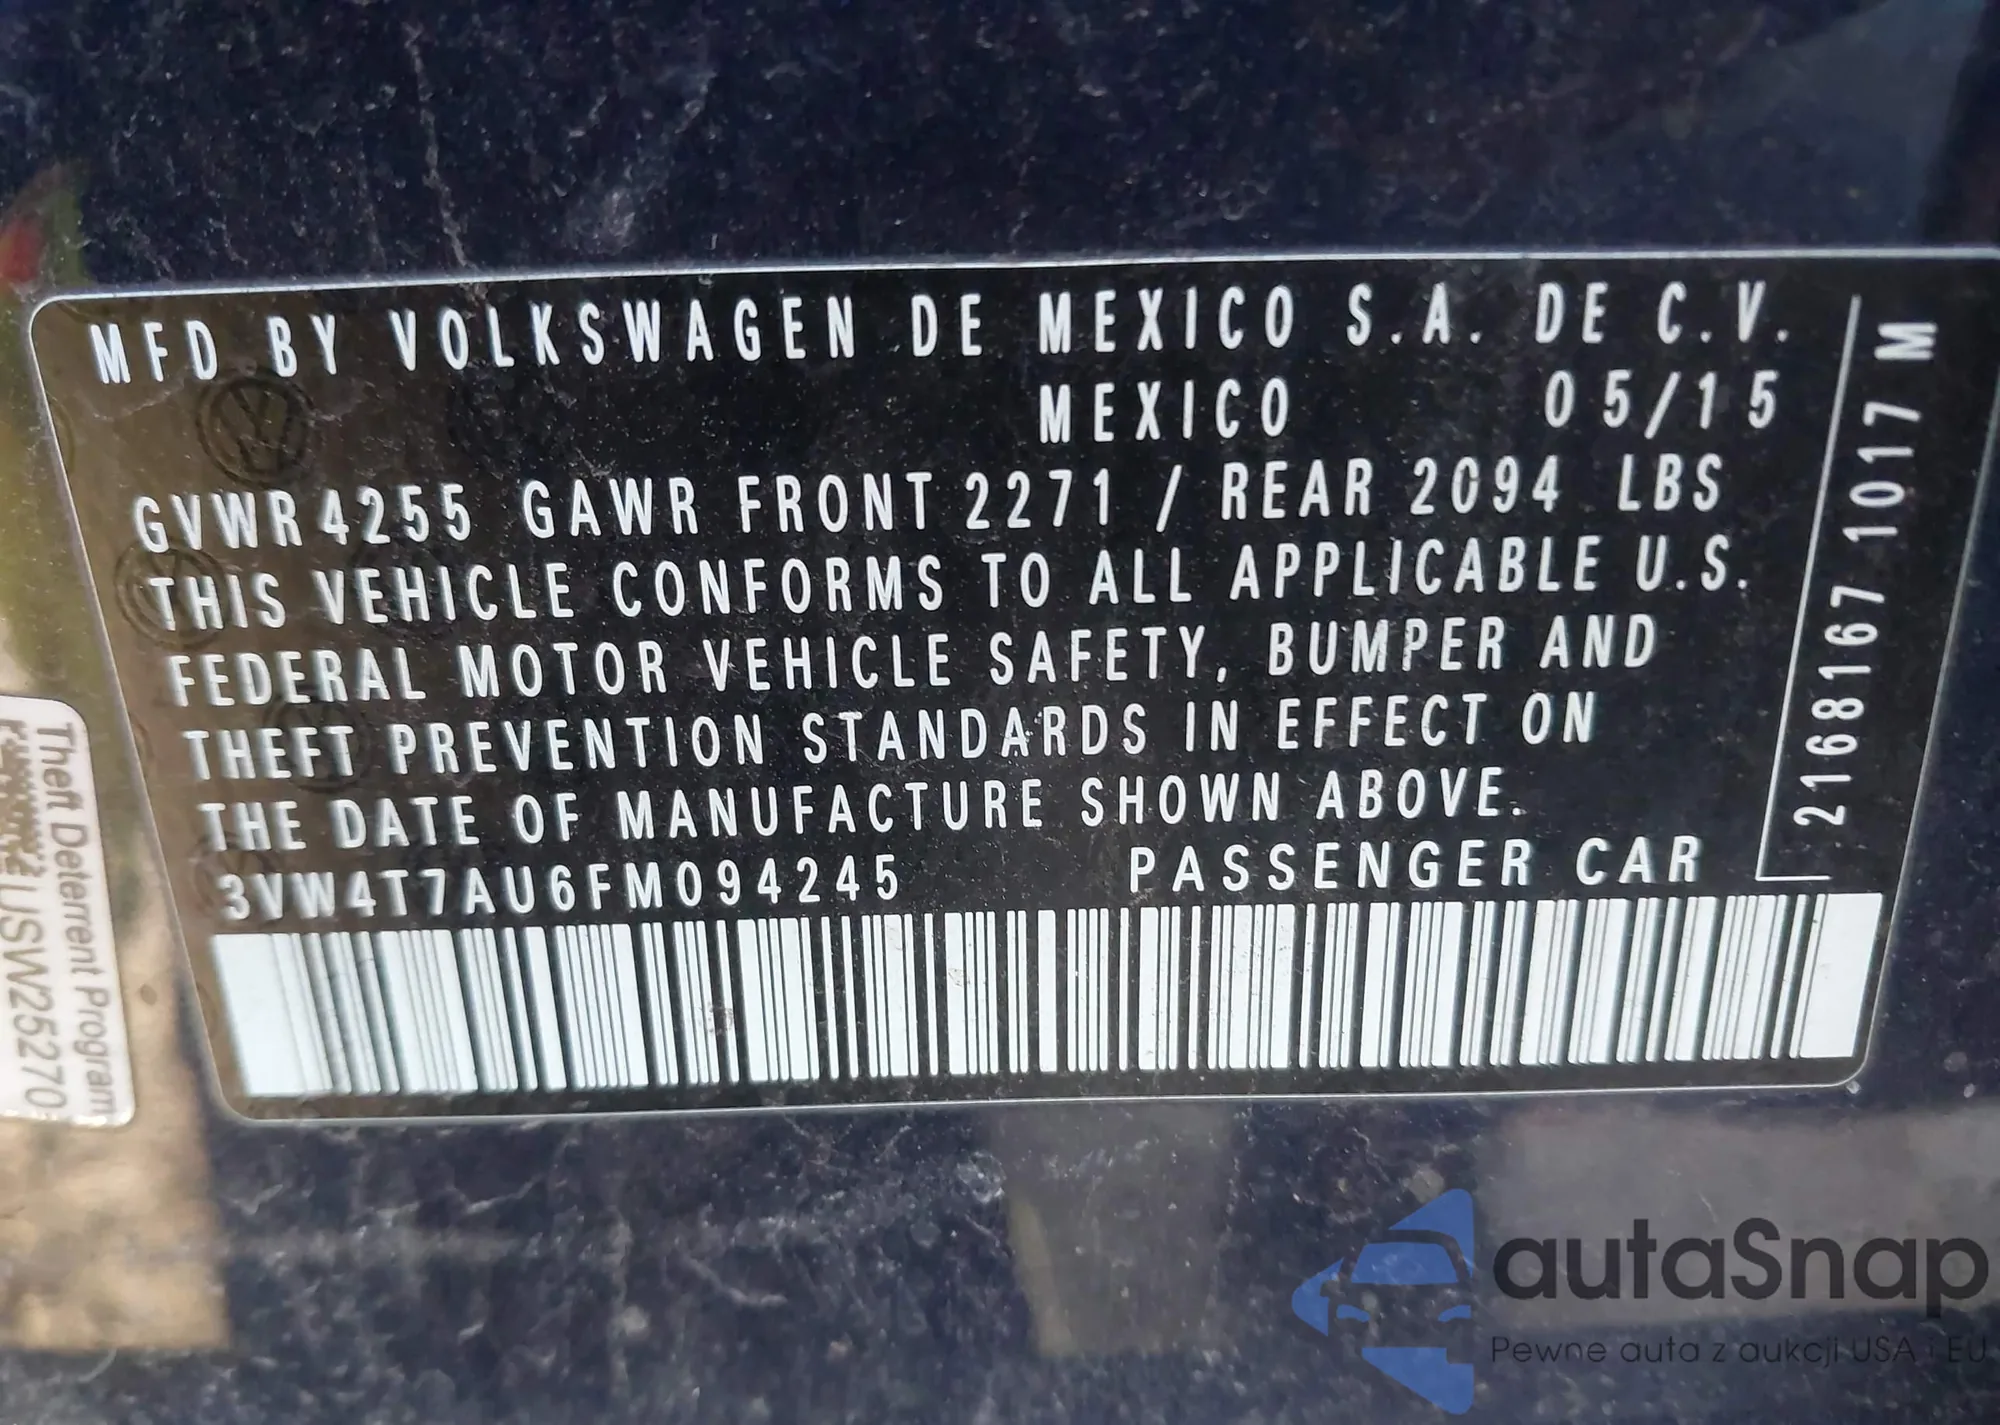 MFD BY VOLKSWAGEN DE MEXICO S.A. DE C.V.
MEXICO 05/15
GVWR 4255 GAWR FRONT 2271 / REAR 2094 LBS
THIS VEHICLE CONFORMS TO ALL APPLICABLE U.S.
FEDERAL MOTOR VEHICLE SAFETY, BUMPER AND
THEFT PREVENTION STANDARDS IN EFFECT ON
THE DATE OF MANUFACTURE SHOWN ABOVE.
3VW4T7AU6FM094245 PASSENGER CAR
2168167 1017 M
Theft Deterrent Program
USW25270
autaSnap
Pewne auta z aukcji USA i EU